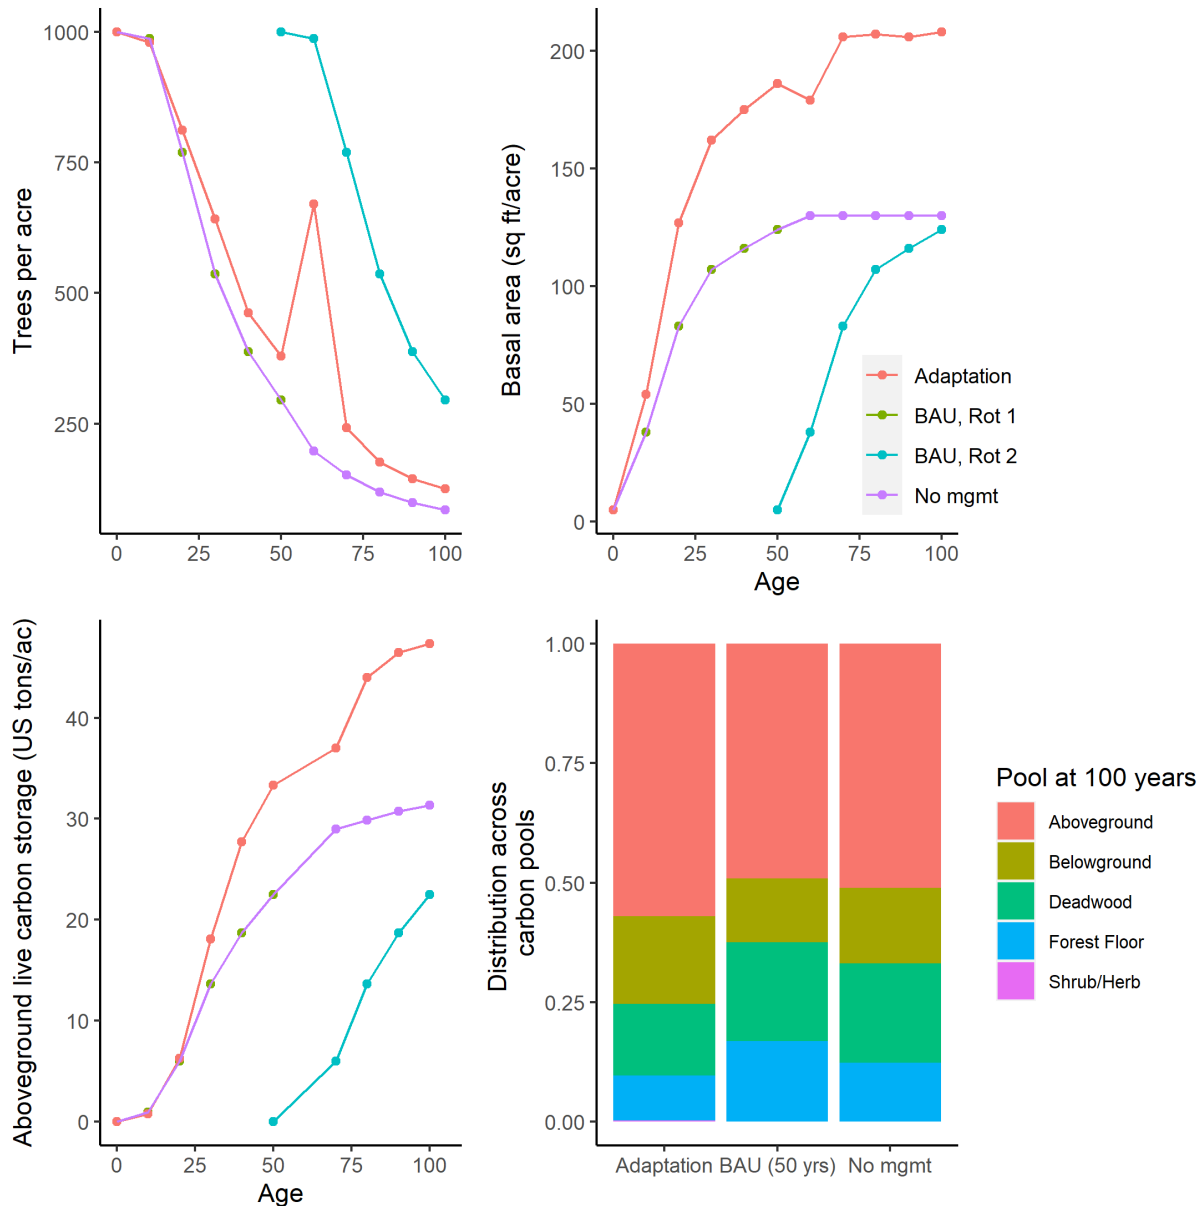 Trees per acre
1000
750
500
250
0 25 50 75 100
Basal area (sq ft/acre)
200
150
100
50
0
Adaptation
BAU, Rot 1
BAU, Rot 2
No mgmt
0 25 50 75 100
Age
Aboveground live carbon storage (US tons/ac)
40
30
20
10
0
0 25 50 75 100
Age
Distribution across
carbon pools
1.00
0.75
0.50
0.25
0.00
Adaptation BAU (50 yrs) No mgmt
Pool at 100 years
Aboveground
Belowground
Deadwood
Forest Floor
Shrub/Herb